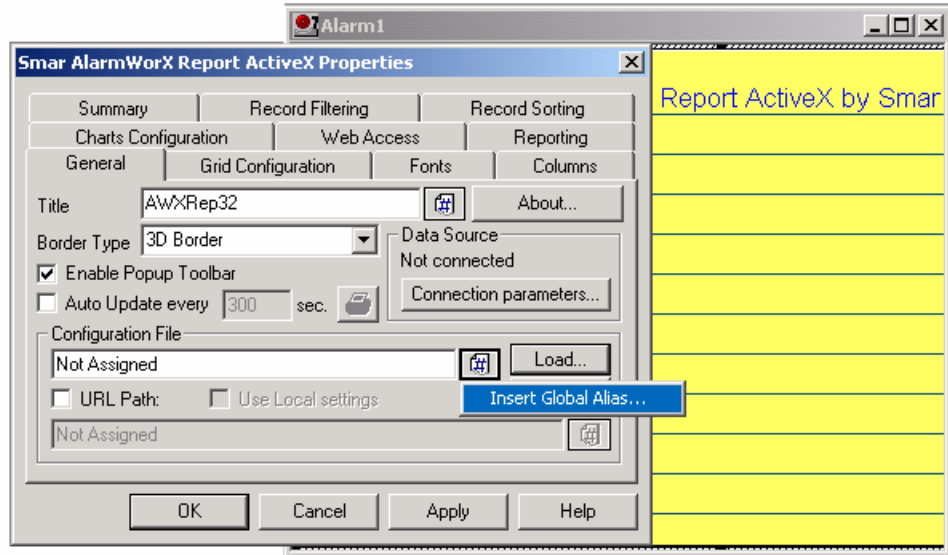 Alarm1
Smar AlarmWorX Report ActiveX Properties
Report ActiveX by Smar
Summary
Record Filtering
Record Sorting
Charts Configuration
Web Access
Reporting
General
Grid Configuration
Fonts
Columns
Title
AWXRep32
About...
Border Type
3D Border
Data Source
Not connected
Enable Popup Toolbar
Connection parameters...
Auto Update every
300
sec.
Configuration File
Not Assigned
Load...
Insert Global Alias...
URL Path:
Use Local settings
Not Assigned
OK
Cancel
Apply
Help